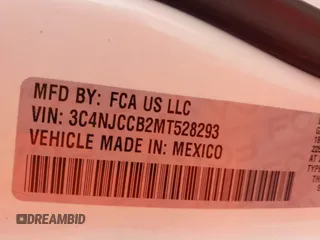 MFD BY: FCA US LLC
VIN: 3C4NJCCB2MT528293
VEHICLE MADE IN: MEXICO
DREAMBID